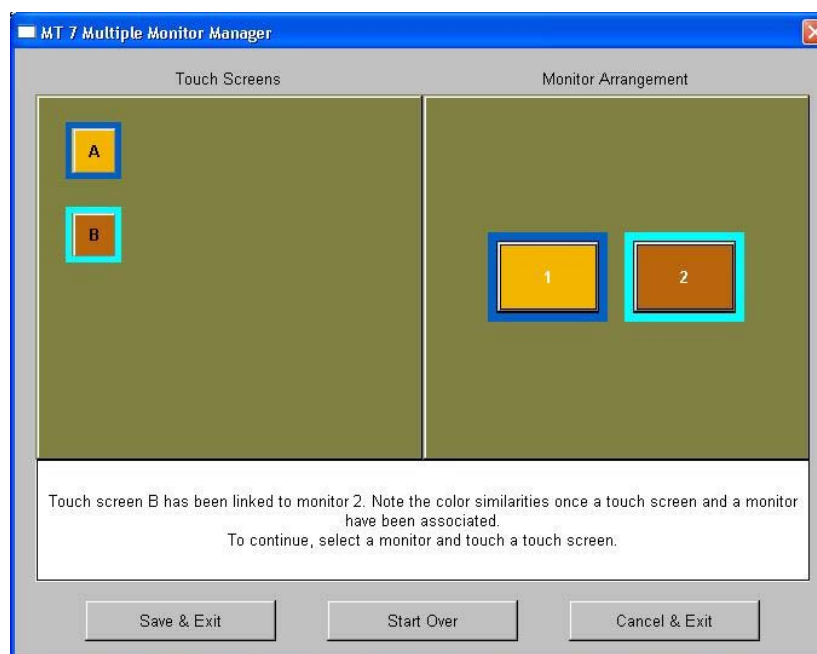 MT 7 Multiple Monitor Manager
Touch Screens
Monitor Arrangement
A
B
1
2
Touch screen B has been linked to monitor 2. Note the color similarities once a touch screen and a monitor
have been associated.
To continue, select a monitor and touch a touch screen.
Save & Exit
Start Over
Cancel & Exit